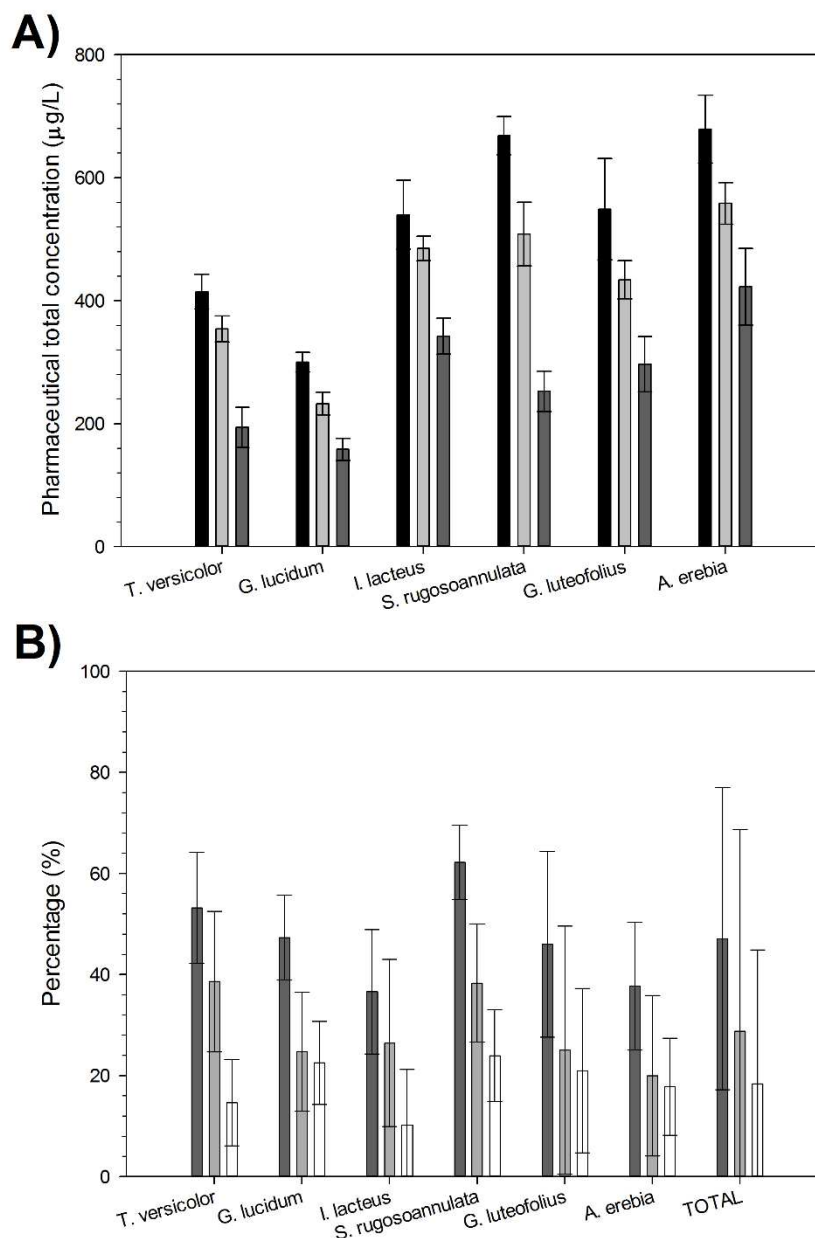 A)
Pharmaceutical total concentration (μg/L)
800
600
400
200
0
T. versicolor
G. lucidum
I. lacteus
S. rugosoannulata
G. luteofolius
A. erebia
B)
Percentage (%)
100
80
60
40
20
0
T. versicolor
G. lucidum
I. lacteus
S. rugosoannulata
G. luteofolius
A. erebia
TOTAL